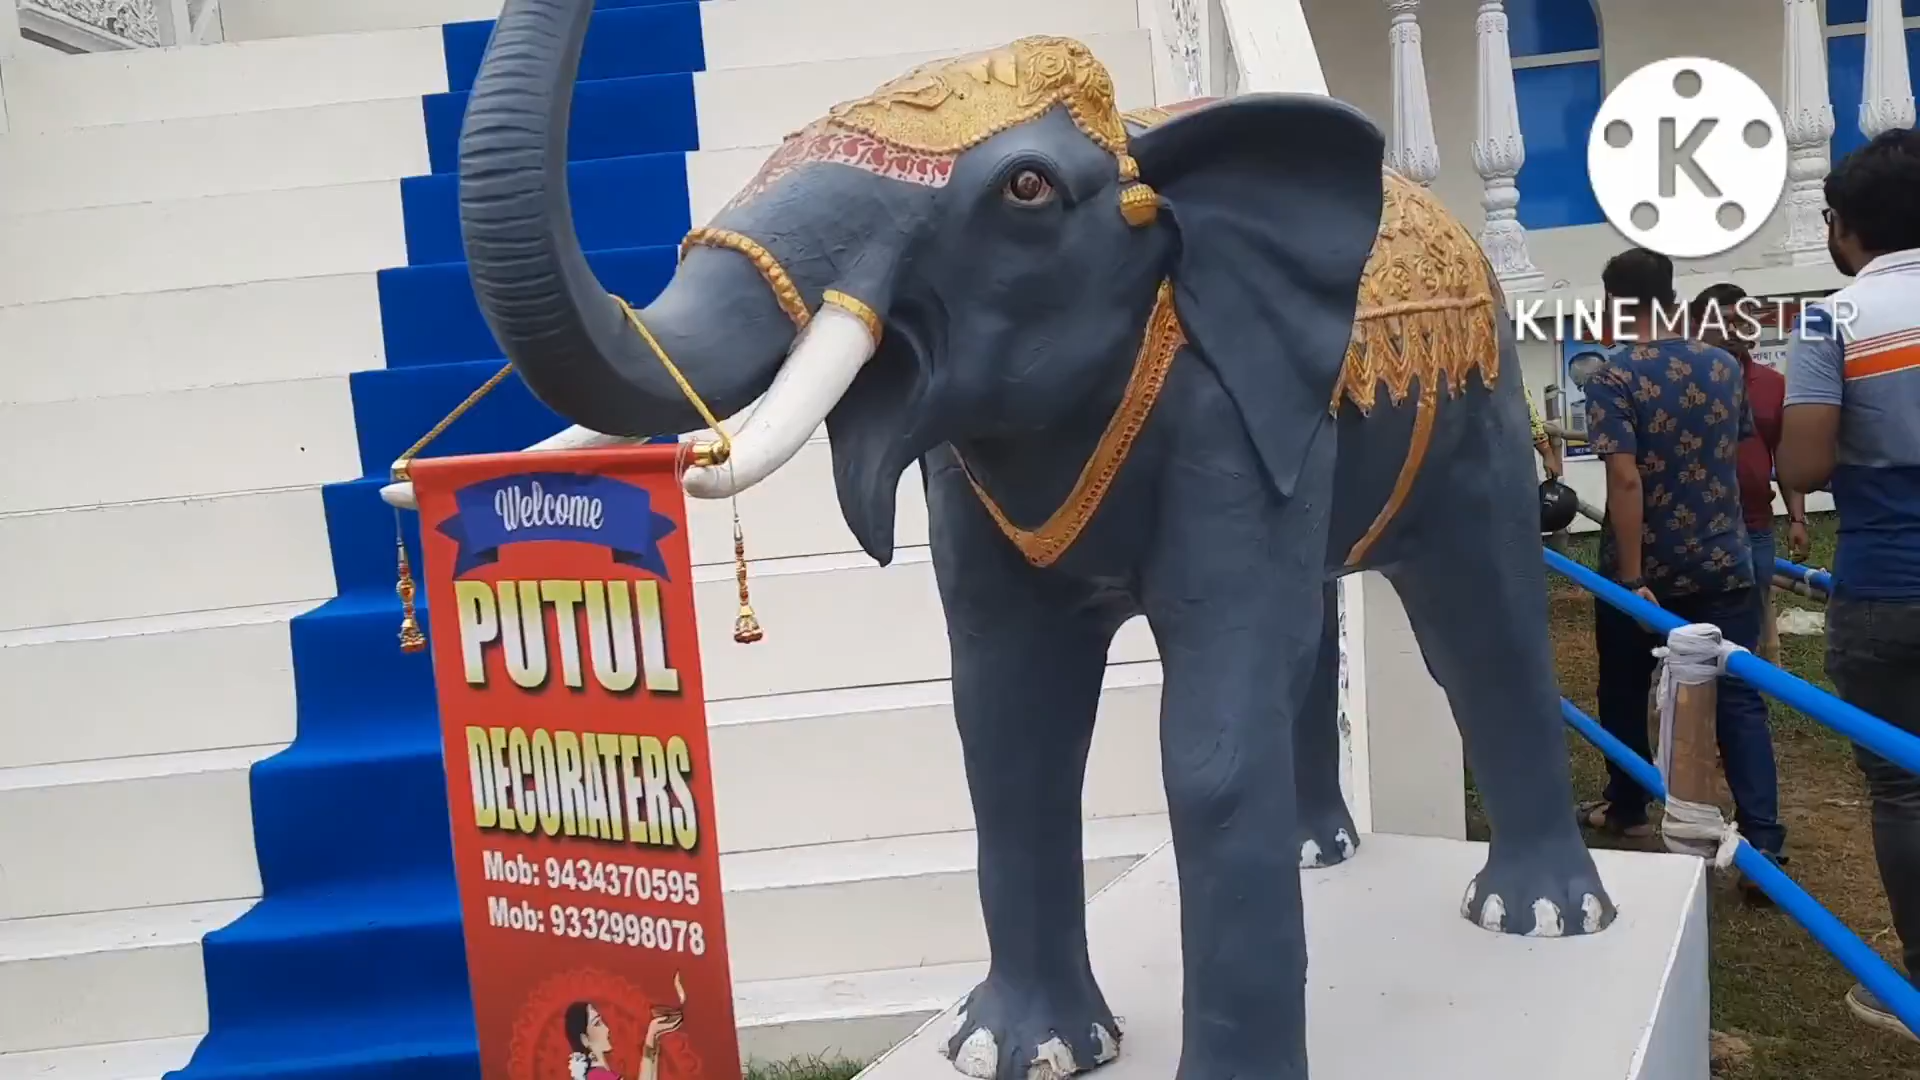 K
KINEMASTER
Welcome
PUTUL
DECORATERS
Mob: 9434370595
Mob: 9332998078